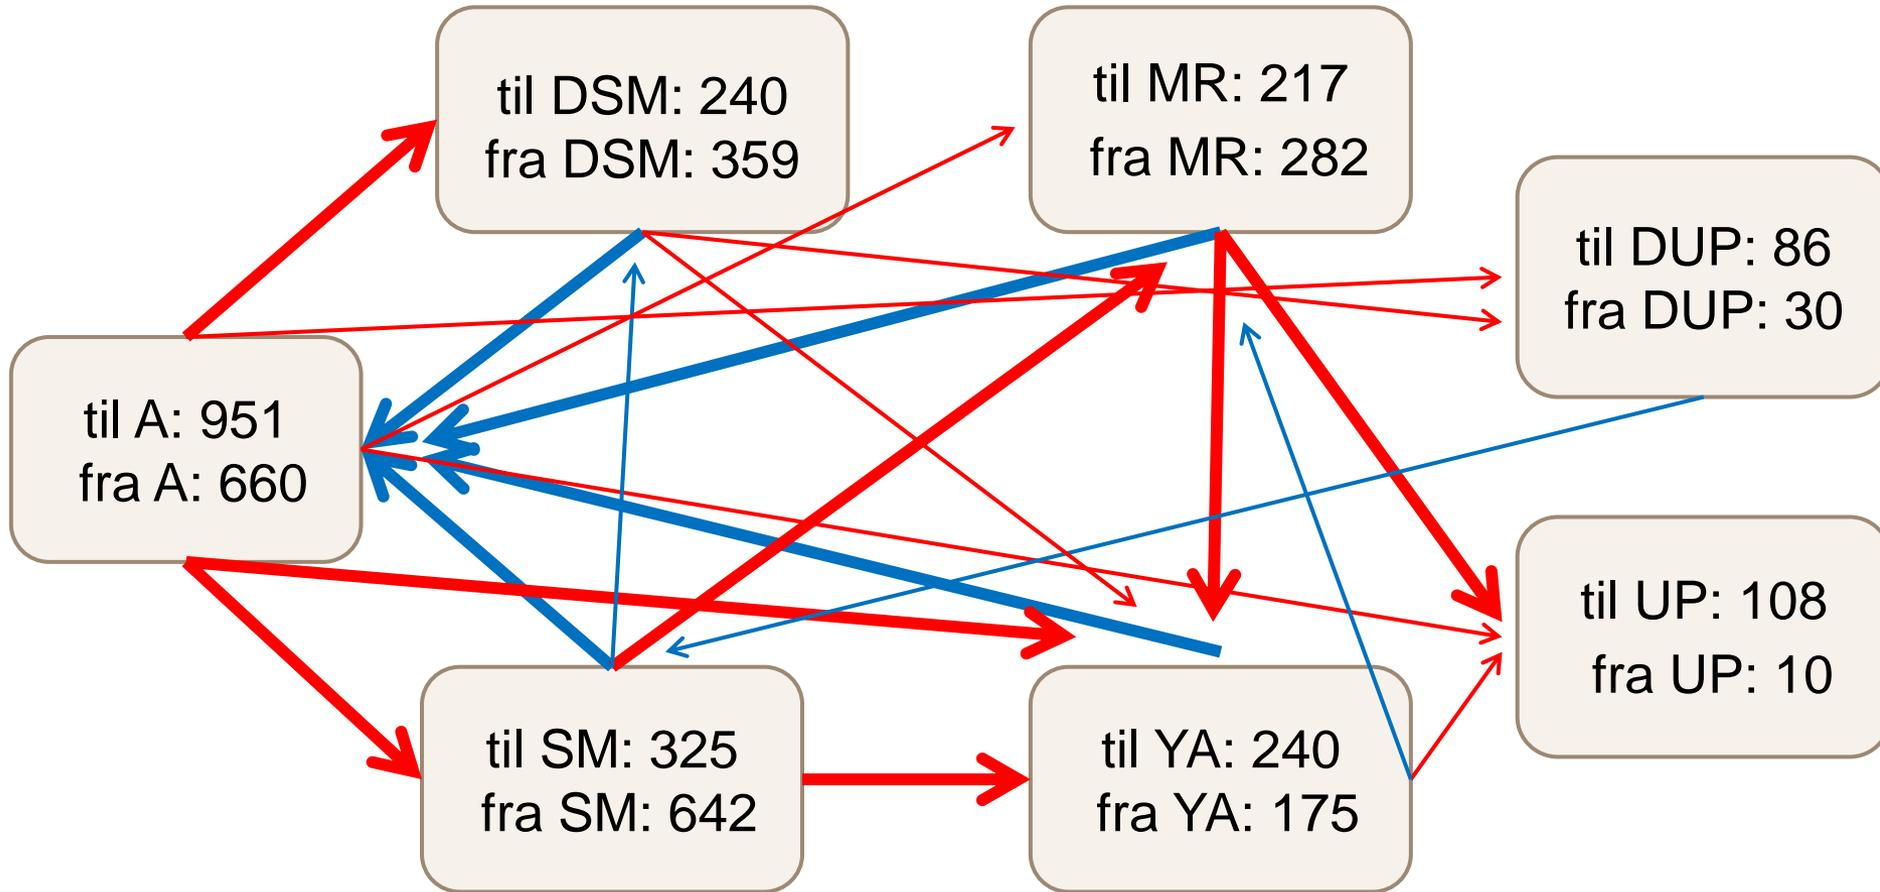 til DSM: 240
fra DSM: 359
til MR: 217
fra MR: 282
til DUP: 86
fra DUP: 30
til A: 951
fra A: 660
til UP: 108
fra UP: 10
til SM: 325
fra SM: 642
til YA: 240
fra YA: 175